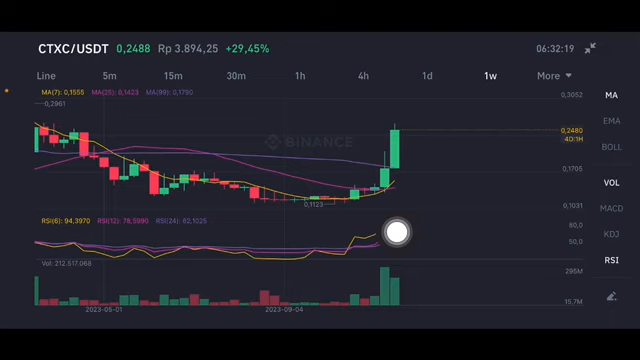 CTXC/USDT 0,2488 Rp 3.894,25 +29,45% 06:32:19
Line 5m 15m 30m 1h 4h 1d 1w More
MA(7): 0,1555 MA(25): 0,1423 MA(99): 0,1790
0,3052
MA
0,2961
EMA
0,2480
4D:1H
BINANCE
BOLL
0,1705
VOL
0,1123
0,1031
MACD
RSI(6): 94,3970 RSI(12): 78,5990 RSI(24): 62,1025
80,0
KDJ
50,0
RSI
Vol: 212.517.068
295M
15,7M
2023-05-01 2023-09-04